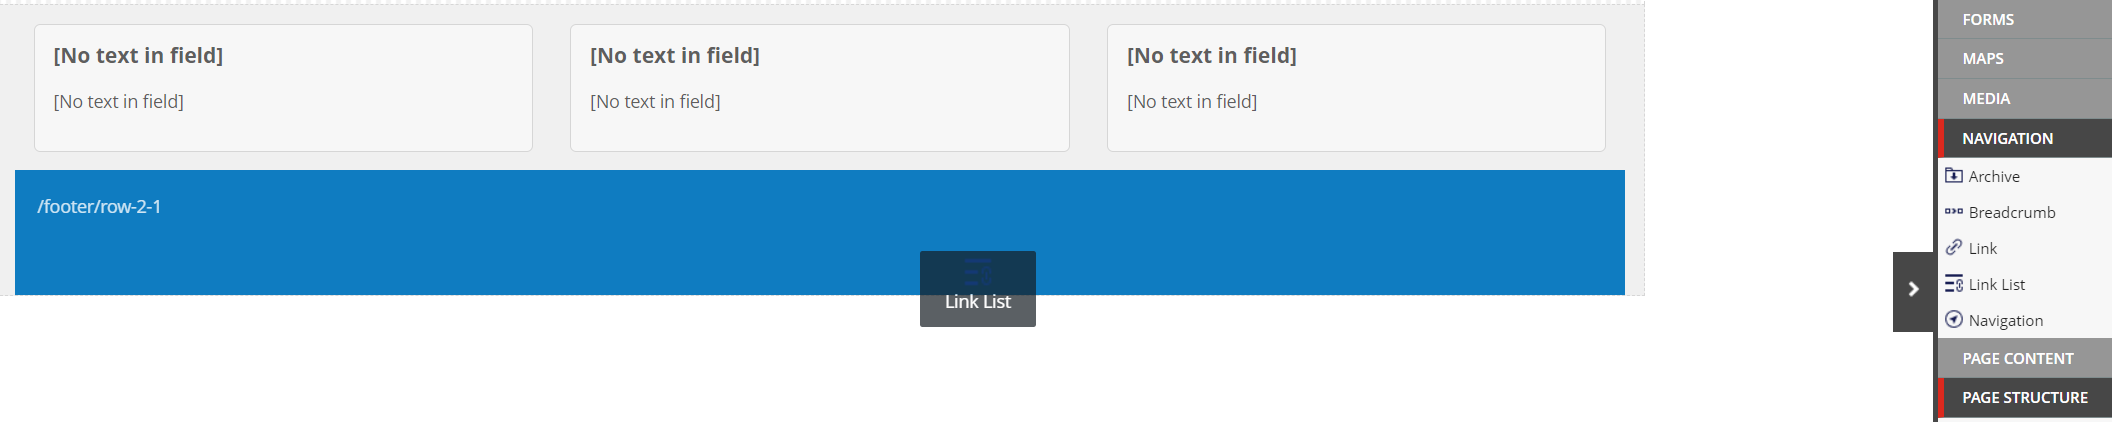 [No text in field]
[No text in field]
[No text in field]
[No text in field]
[No text in field]
[No text in field]
/footer/row-2-1
Link List
FORMS
MAPS
MEDIA
NAVIGATION
Archive
Breadcrumb
Link
Link List
Navigation
PAGE CONTENT
PAGE STRUCTURE